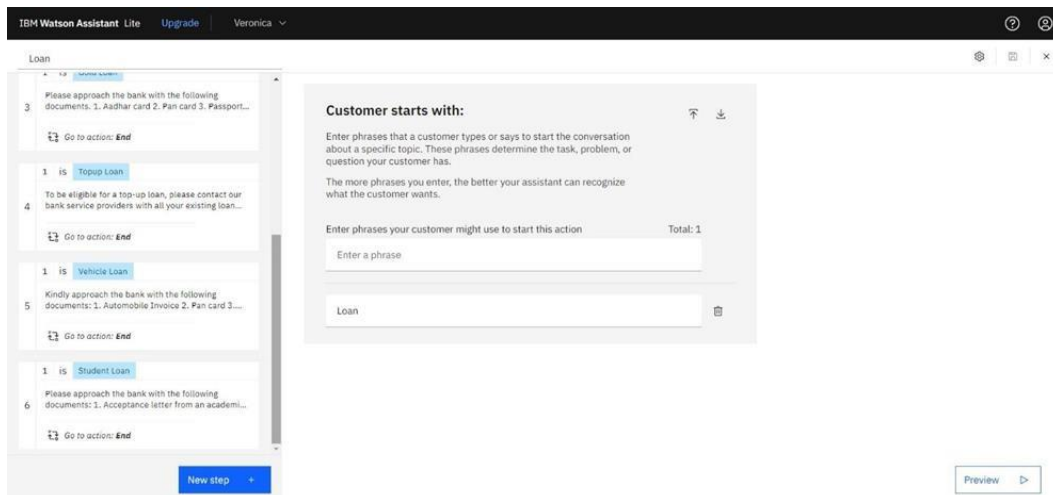 IBM Watson Assistant Lite Upgrade Veronica
Loan
1 is Gold Loan
3
Please approach the bank with the following
documents. 1. Aadhar card 2. Pan card 3. Passport...
Go to action: End
1 is Topup Loan
4
To be eligible for a top-up loan, please contact our
bank service providers with all your existing loan...
Go to action: End
1 is Vehicle Loan
5
Kindly approach the bank with the following
documents: 1. Automobile Invoice 2. Pan card 3....
Go to action: End
1 is Student Loan
6
Please approach the bank with the following
documents: 1. Acceptance letter from an academi...
Go to action: End
New step +
Customer starts with:
Enter phrases that a customer types or says to start the conversation
about a specific topic. These phrases determine the task, problem, or
question your customer has.
The more phrases you enter, the better your assistant can recognize
what the customer wants.
Enter phrases your customer might use to start this action Total: 1
Enter a phrase
Loan
Preview